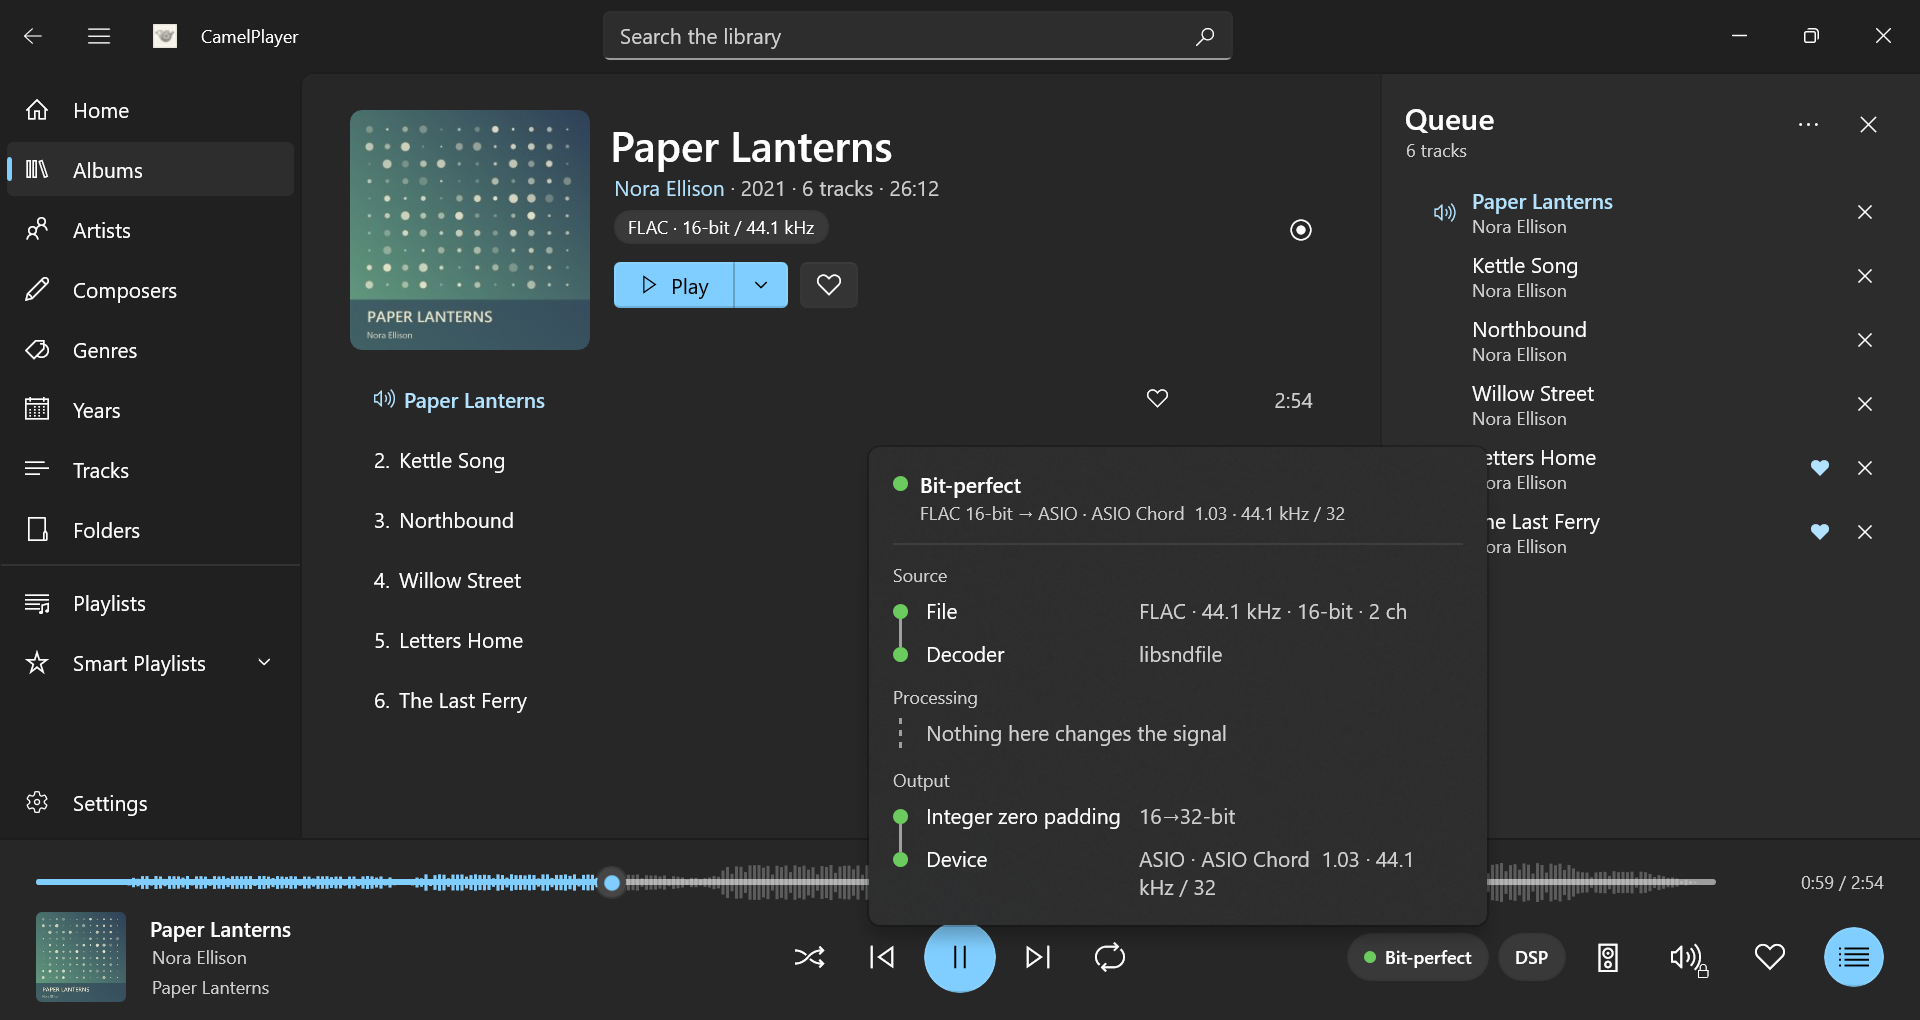 CamelPlayer
Search the library
Home
Albums
Artists
Composers
Genres
Years
Tracks
Folders
Playlists
Smart Playlists
Settings
PAPER LANTERNS
Nora Ellison
Paper Lanterns
Nora Ellison · 2021 · 6 tracks · 26:12
FLAC · 16-bit / 44.1 kHz
Play
Paper Lanterns 2:54
2. Kettle Song
3. Northbound
4. Willow Street
5. Letters Home
6. The Last Ferry
Queue
6 tracks
Paper Lanterns
Nora Ellison
Kettle Song
Nora Ellison
Northbound
Nora Ellison
Willow Street
Nora Ellison
etters Home
ora Ellison
he Last Ferry
ora Ellison
Bit-perfect
FLAC 16-bit → ASIO · ASIO Chord 1.03 · 44.1 kHz / 32
Source
File FLAC · 44.1 kHz · 16-bit · 2 ch
Decoder libsndfile
Processing
Nothing here changes the signal
Output
Integer zero padding 16→32-bit
Device ASIO · ASIO Chord 1.03 · 44.1
kHz / 32
0:59 / 2:54
PAPER LANTERNS
Paper Lanterns
Nora Ellison
Paper Lanterns
Bit-perfect
DSP